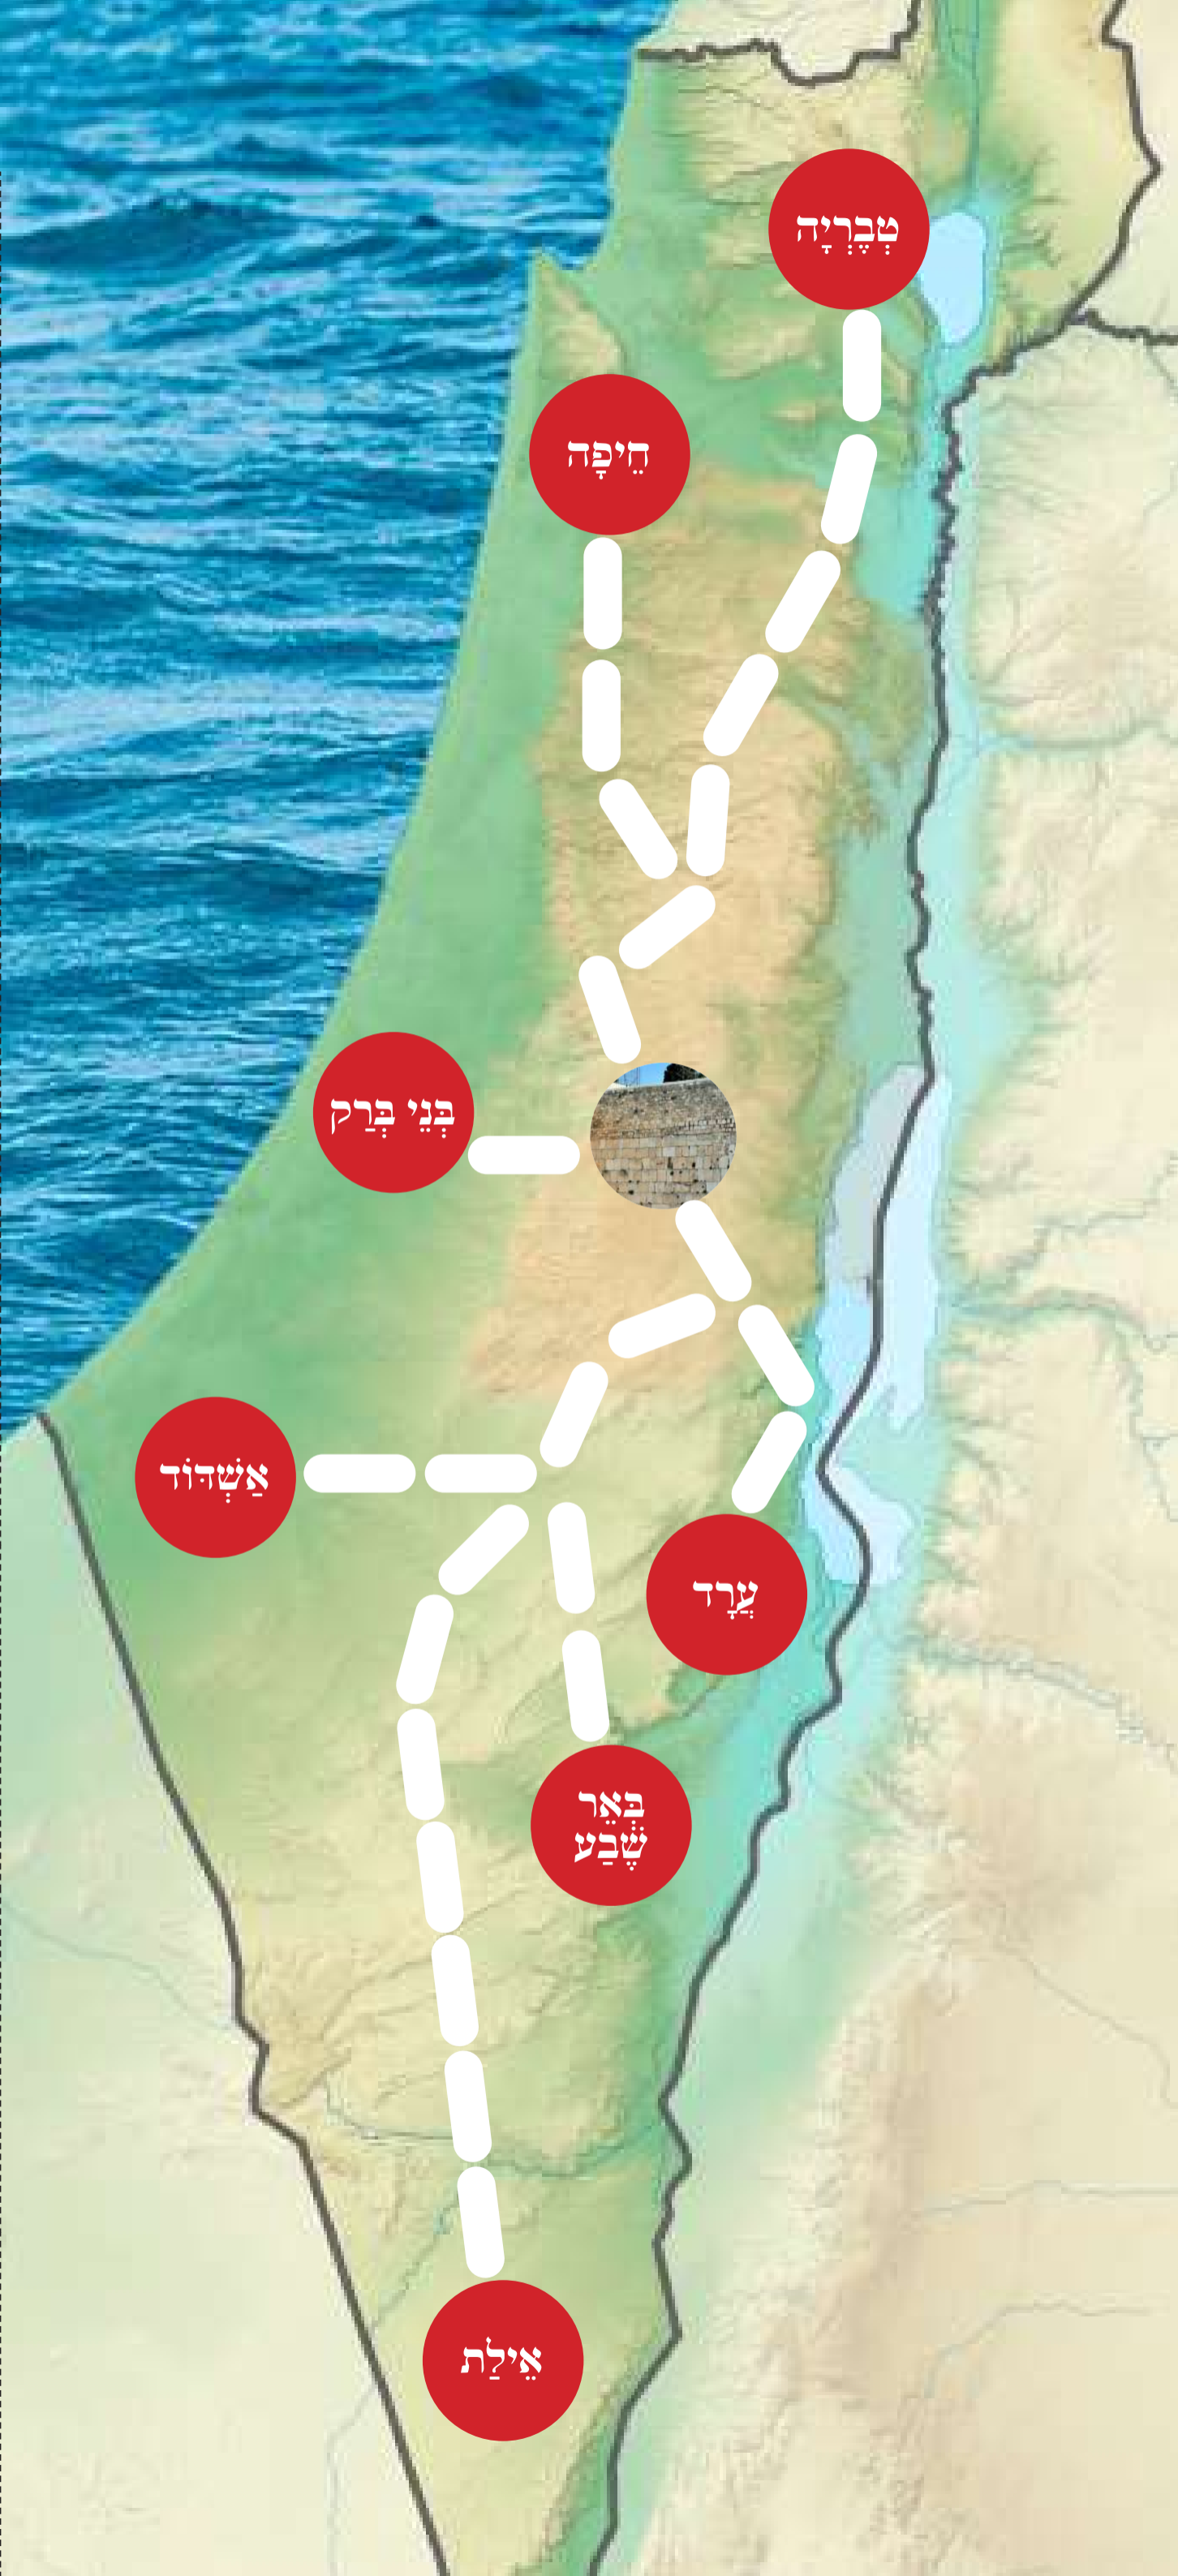 טְבֶרְיָה
חֵיפָה
בְּנֵי בְּרַק
אַשְׁדּוֹד
עֲרָד
בְּאֵר
שֶׁבַע
אֵילַת